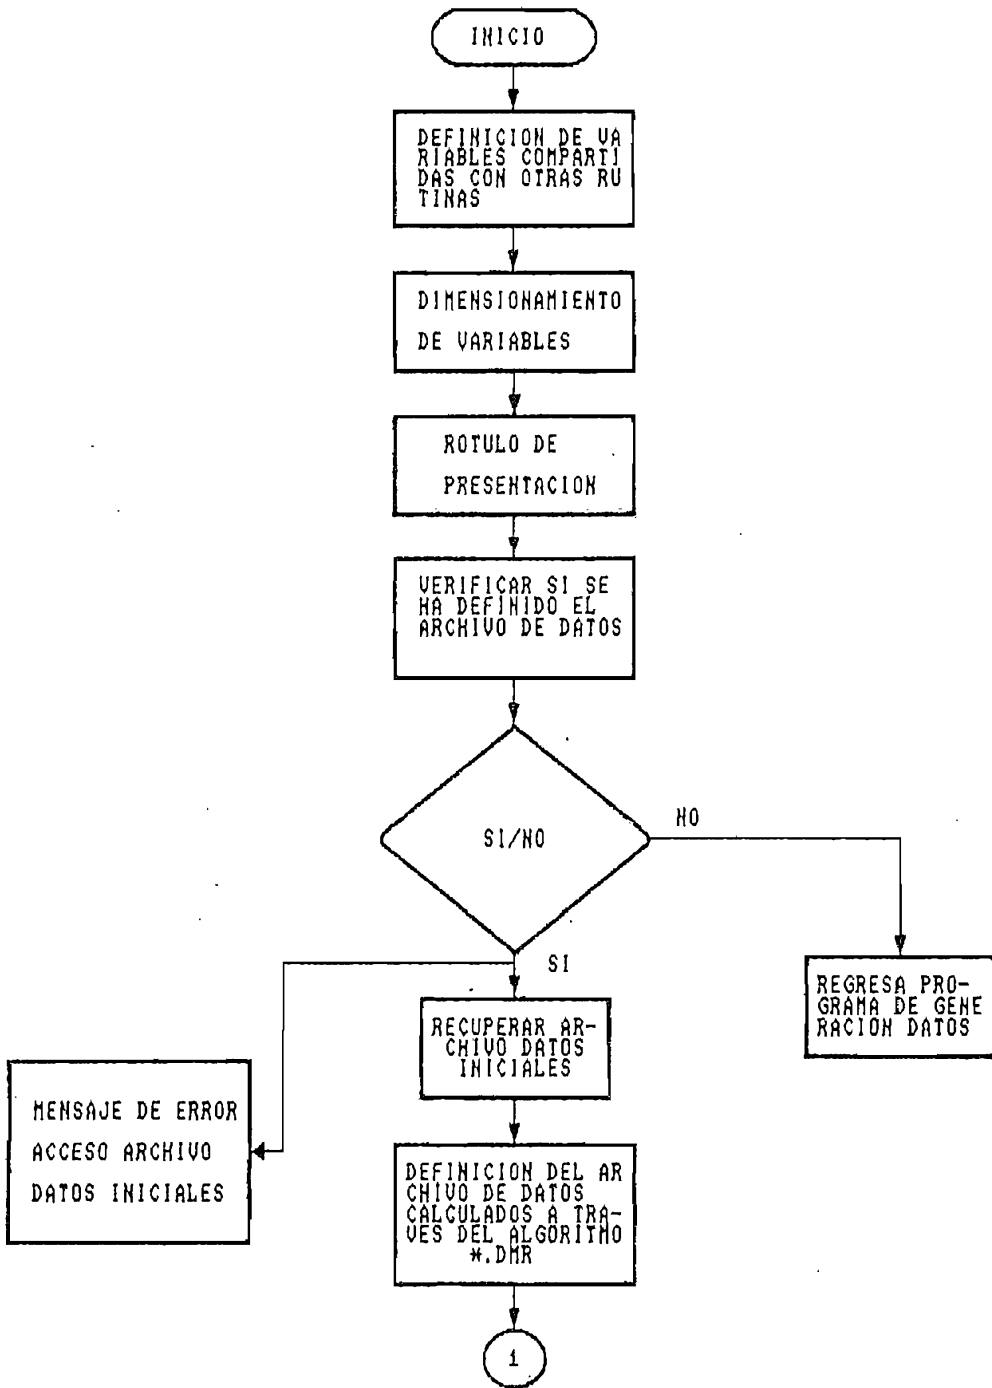 INICIO
DEFINICION DE VA
RIABLES COMPARTI
DAS CON OTRAS RU
TINAS
DIMENSIONAMIENTO
DE VARIABLES
ROTULO DE
PRESENTACION
VERIFICAR SI SE
HA DEFINIDO EL
ARCHIVO DE DATOS
SI/NO
NO
SI
REGRESA PRO-
GRAMA DE GENE
RACION DATOS
RECUPERAR AR-
CHIVO DATOS
INICIALES
MENSAJE DE ERROR
ACCESO ARCHIVO
DATOS INICIALES
DEFINICION DEL AR
CHIVO DE DATOS
CALCULADOS A TRA-
VES DEL ALGORITMO
*.DMR
1